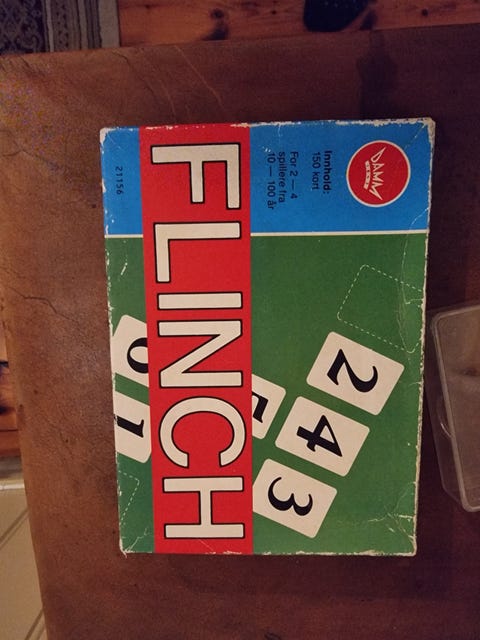 DAMM
Innhold:
150 kort
For 2 — 4
spillere fra
10 — 100 år
21156
FLINCH
2
4
3
5
0
1